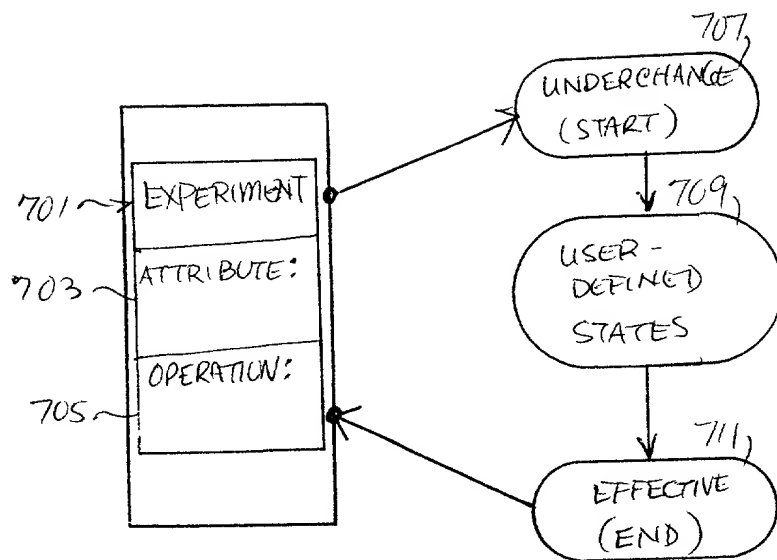 707
UNDERCHANGE
(START)
701
EXPERIMENT
709
703
ATTRIBUTE:
USER-
DEFINED
STATES
705
OPERATION:
711
EFFECTIVE
(END)